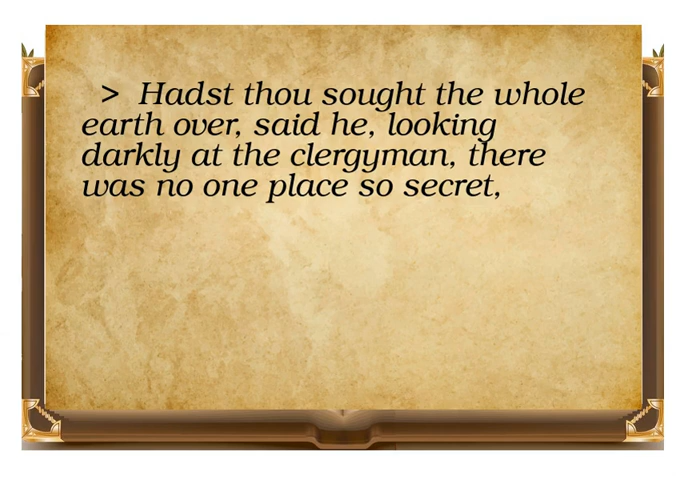 > Hadst thou sought the whole
earth over, said he, looking
darkly at the clergyman, there
was no one place so secret,